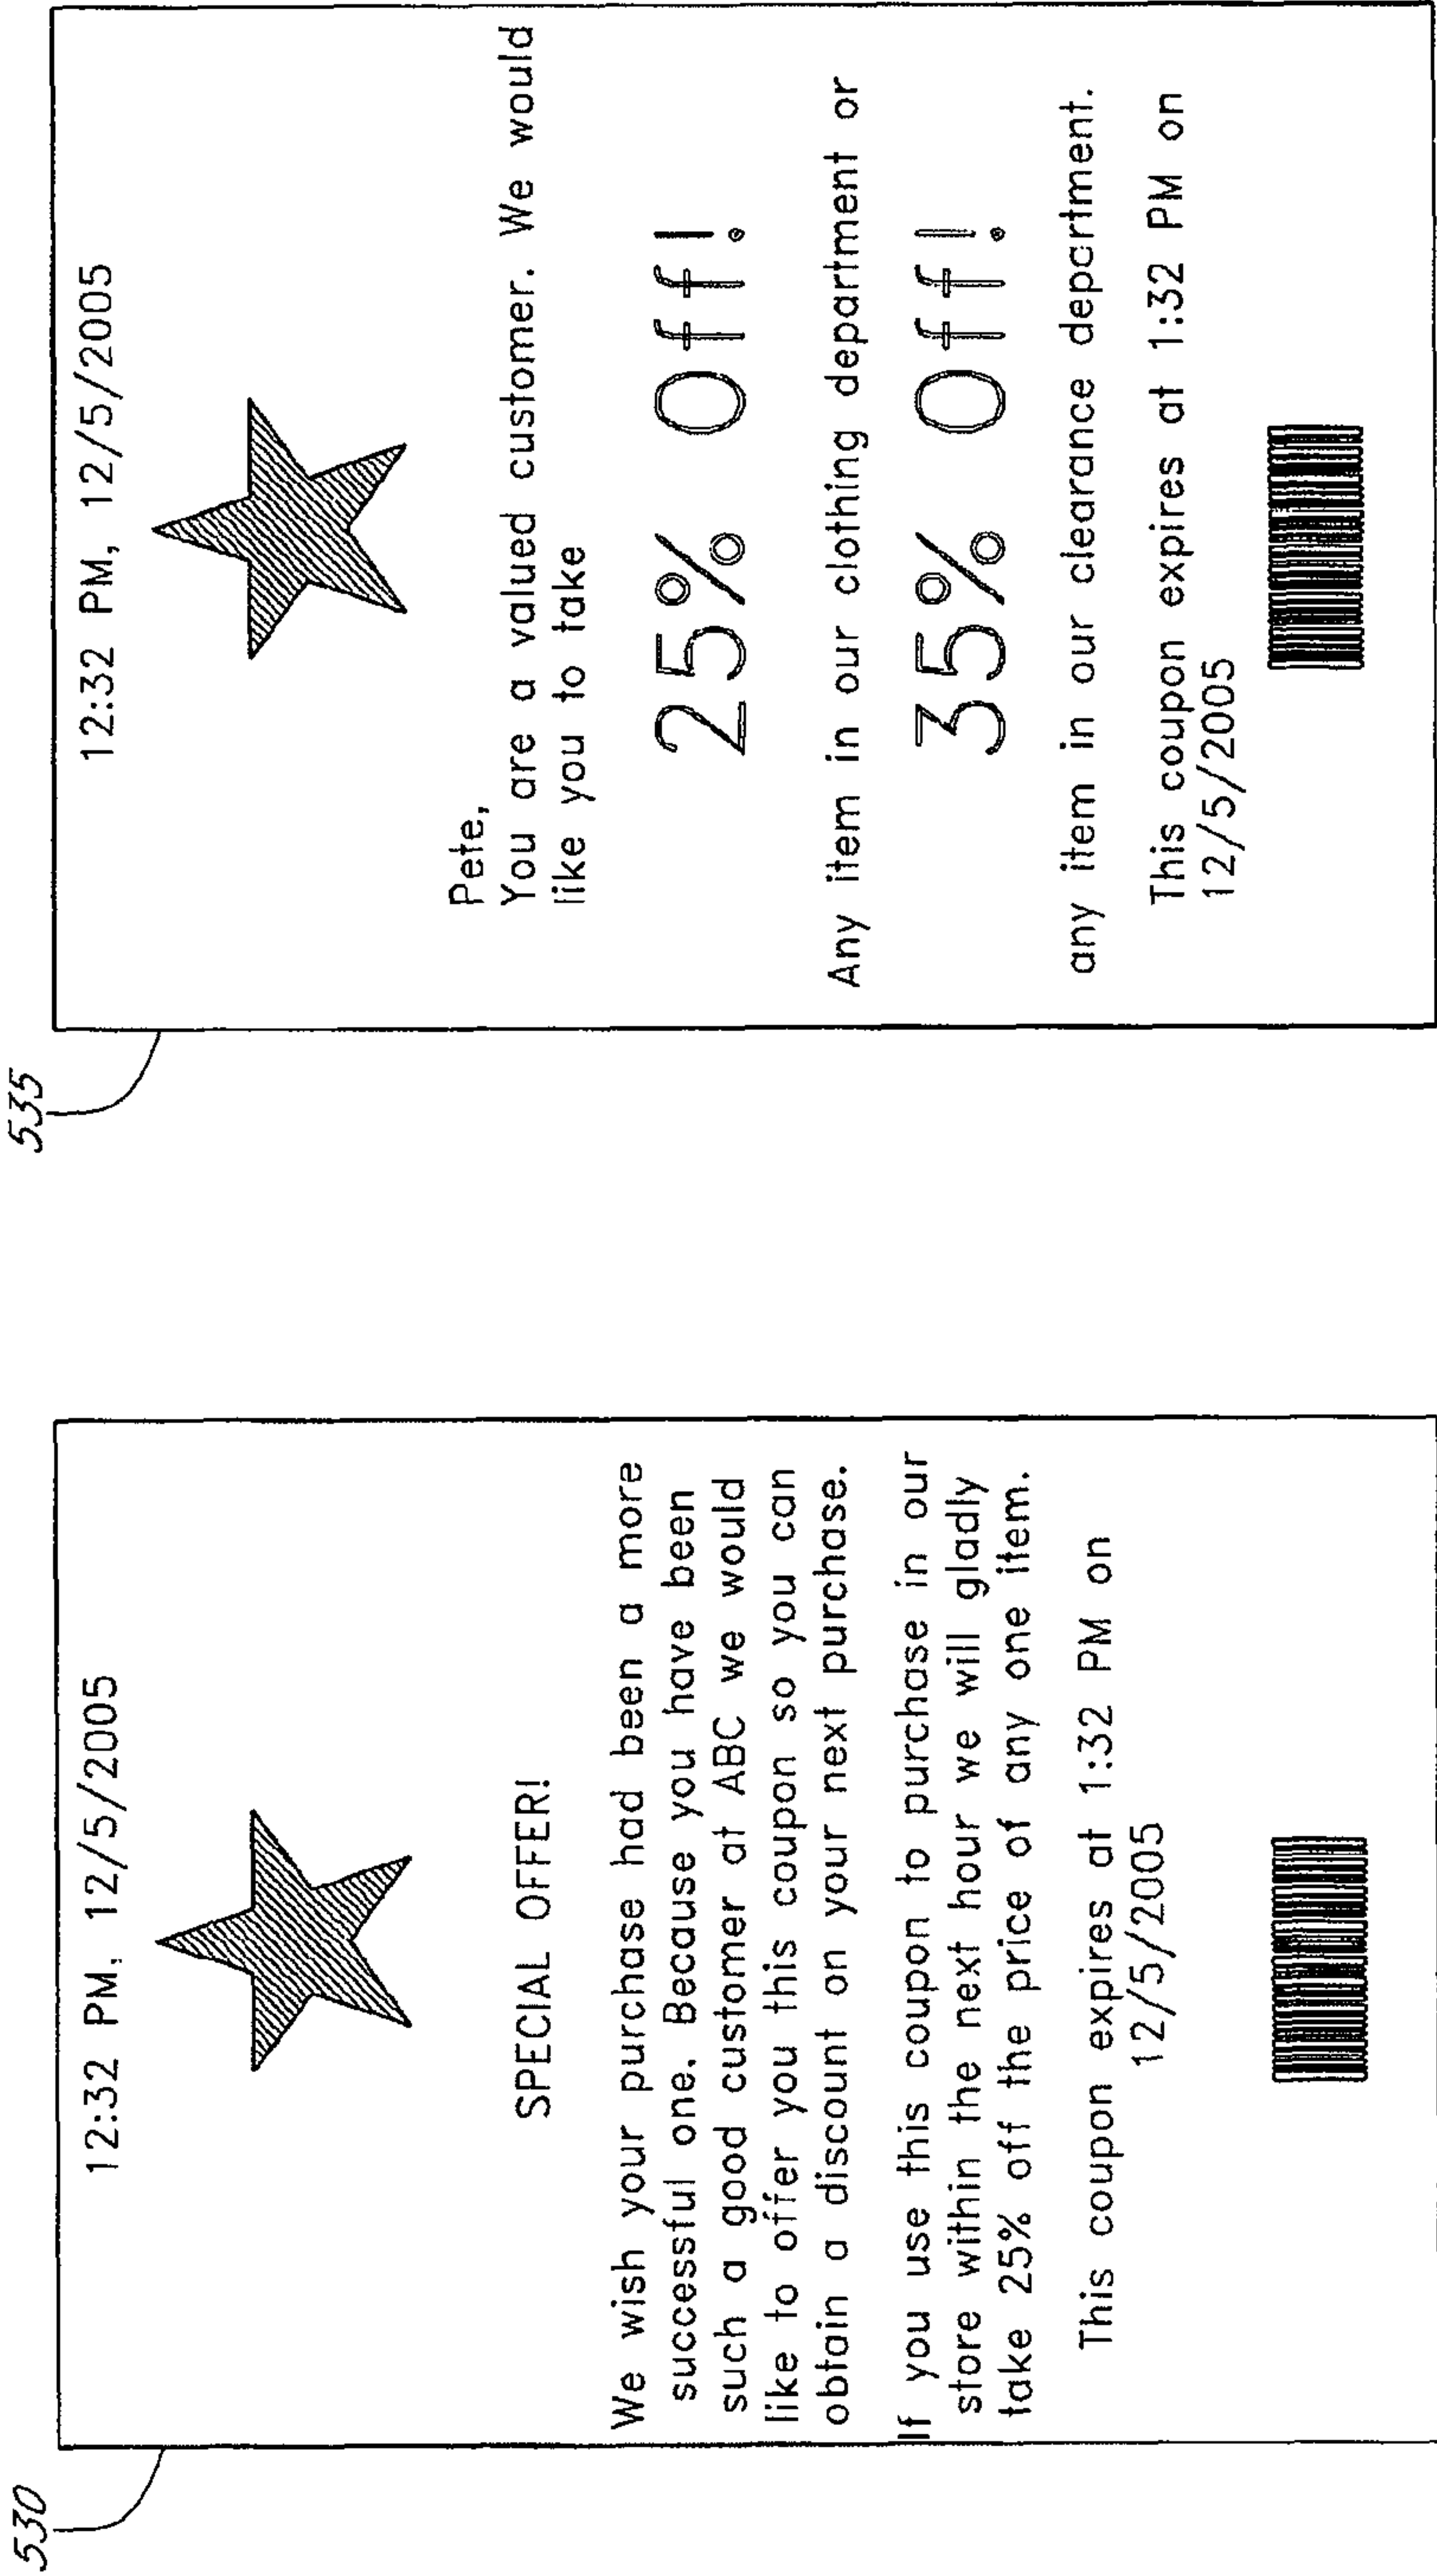 530
12:32 PM, 12/5/2005
SPECIAL OFFER!
We wish your purchase had been a more
successful one. Because you have been
such a good customer at ABC we would
like to offer you this coupon so you can
obtain a discount on your next purchase.
If you use this coupon to purchase in our
store within the next hour we will gladly
take 25% off the price of any one item.
This coupon expires at 1:32 PM on
12/5/2005
535
12:32 PM, 12/5/2005
Pete,
You are a valued customer. We would
like you to take
25% Off!
Any item in our clothing department or
35% Off!
any item in our clearance department.
This coupon expires at 1:32 PM on
12/5/2005